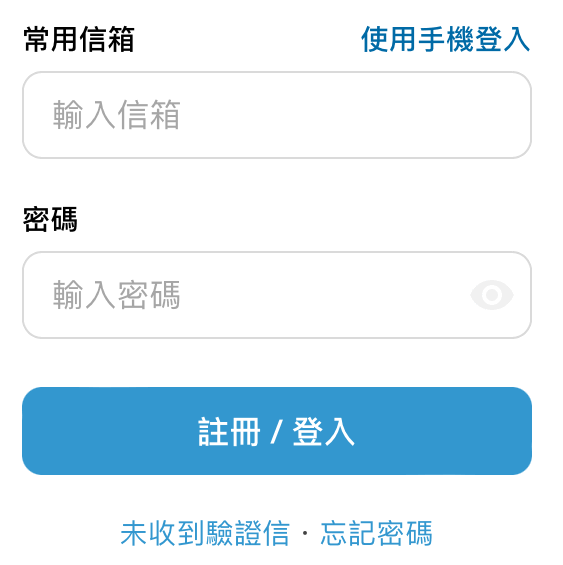 常用信箱 使用手機登入
輸入信箱
密碼
輸入密碼
註冊 / 登入
未收到驗證信・忘記密碼